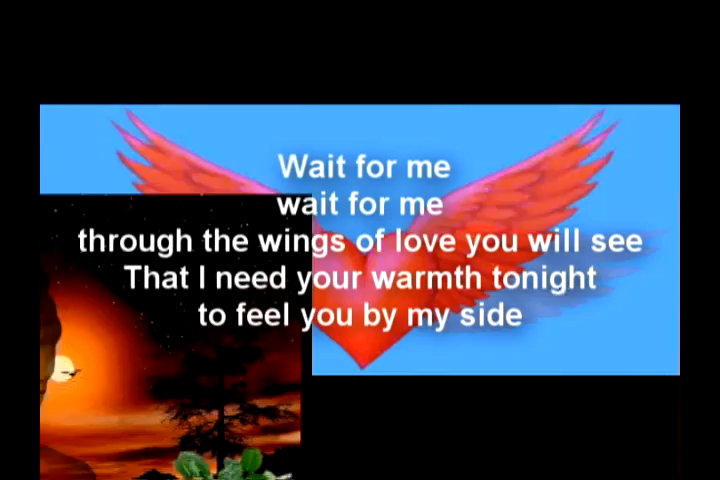 Wait for me
wait for me
through the wings of love you will see
That I need your warmth tonight
to feel you by my side